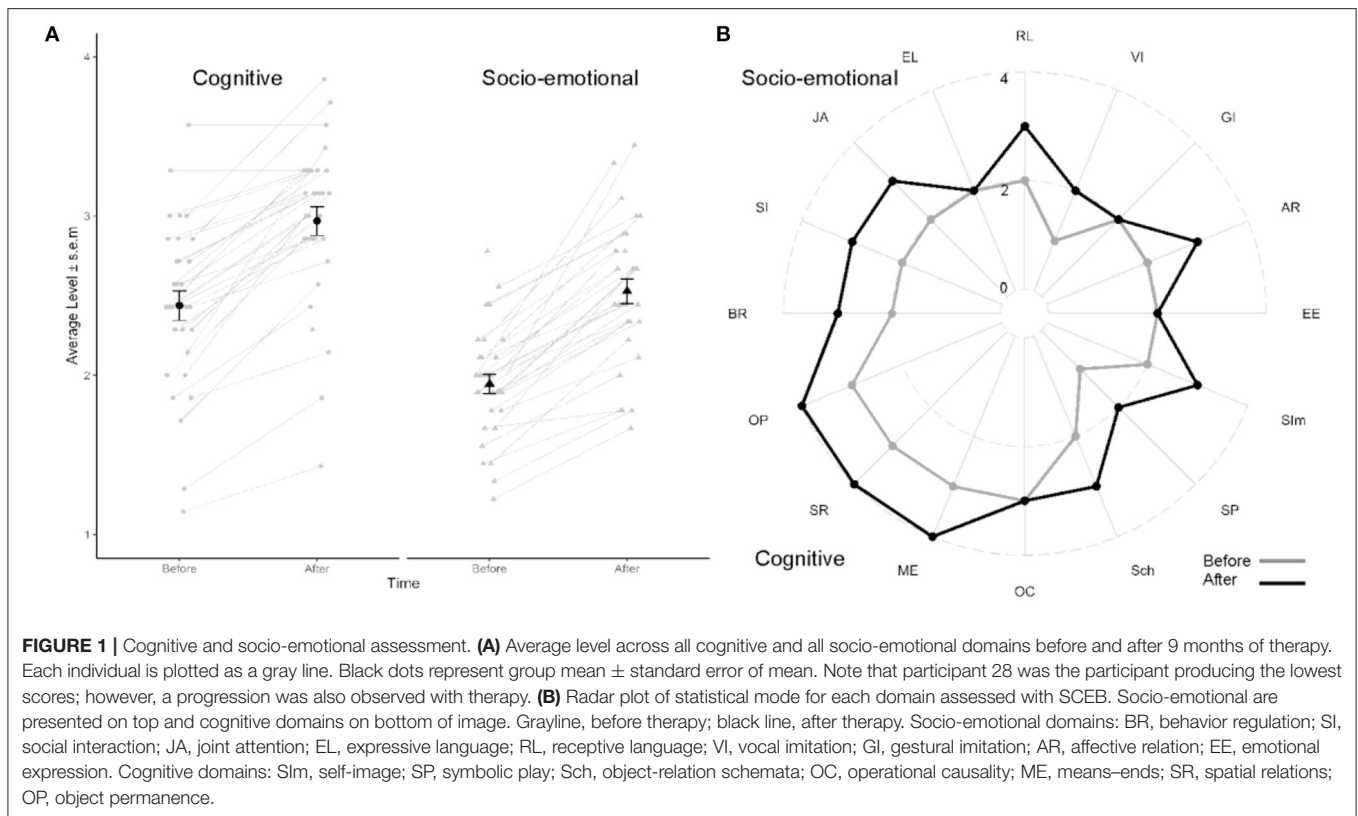 A
Cognitive
Socio-emotional
Average Level ± s.e.m
4
3
2
1
Before
After
Before
After
Time
B
Socio-emotional
RL
VI
GI
AR
EE
SIm
SP
Sch
OC
ME
SR
OP
BR
SI
JA
EL
4
2
0
Cognitive
Before
After
FIGURE 1 | Cognitive and socio-emotional assessment. (A) Average level across all cognitive and all socio-emotional domains before and after 9 months of therapy.
Each individual is plotted as a gray line. Black dots represent group mean ± standard error of mean. Note that participant 28 was the participant producing the lowest
scores; however, a progression was also observed with therapy. (B) Radar plot of statistical mode for each domain assessed with SCEB. Socio-emotional are
presented on top and cognitive domains on bottom of image. Grayline, before therapy; black line, after therapy. Socio-emotional domains: BR, behavior regulation; SI,
social interaction; JA, joint attention; EL, expressive language; RL, receptive language; VI, vocal imitation; GI, gestural imitation; AR, affective relation; EE, emotional
expression. Cognitive domains: SIm, self-image; SP, symbolic play; Sch, object-relation schemata; OC, operational causality; ME, means–ends; SR, spatial relations;
OP, object permanence.